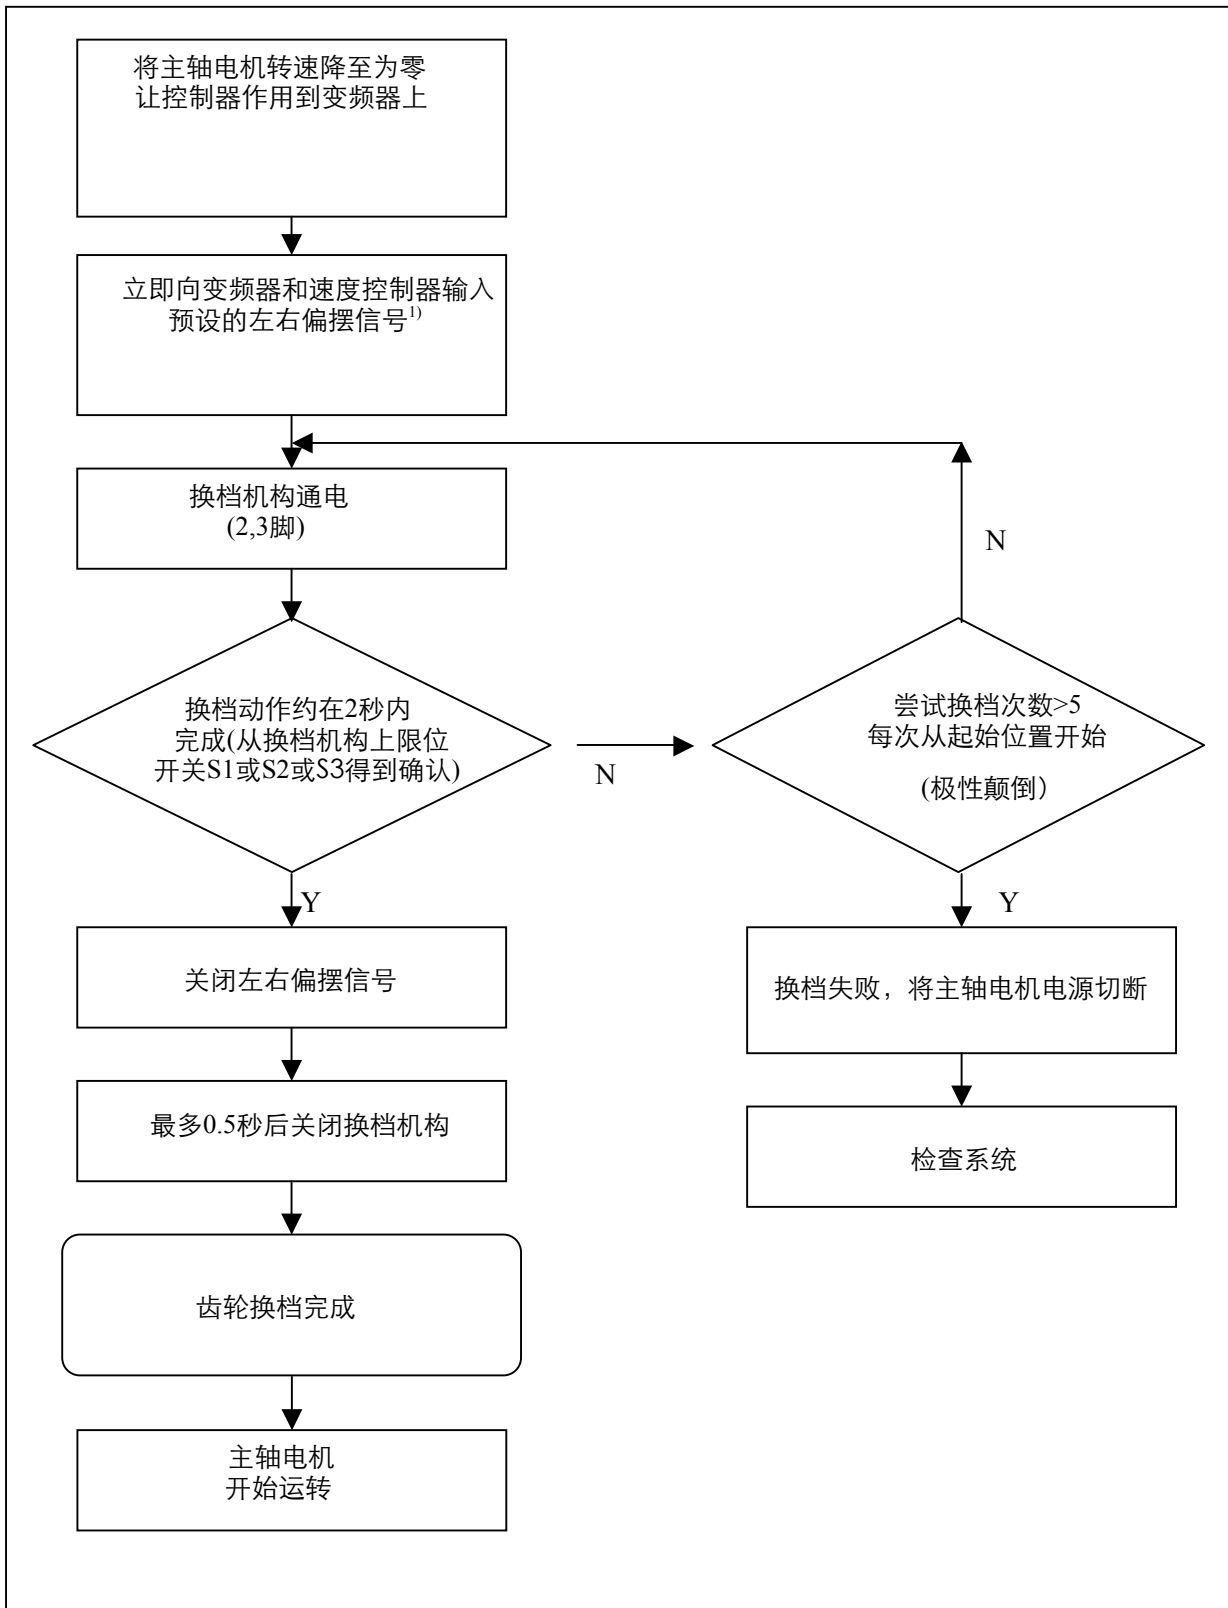 将主轴电机转速降至为零
让控制器作用到变频器上
立即向变频器和速度控制器输入
预设的左右偏摆信号1)
换档机构通电
(2,3脚)
N
换档动作约在2秒内
完成(从换档机构上限位
开关S1或S2或S3得到确认)
N
尝试换档次数>5
每次从起始位置开始
(极性颠倒）
Y
Y
关闭左右偏摆信号
换档失败，将主轴电机电源切断
最多0.5秒后关闭换档机构
检查系统
齿轮换档完成
主轴电机
开始运转